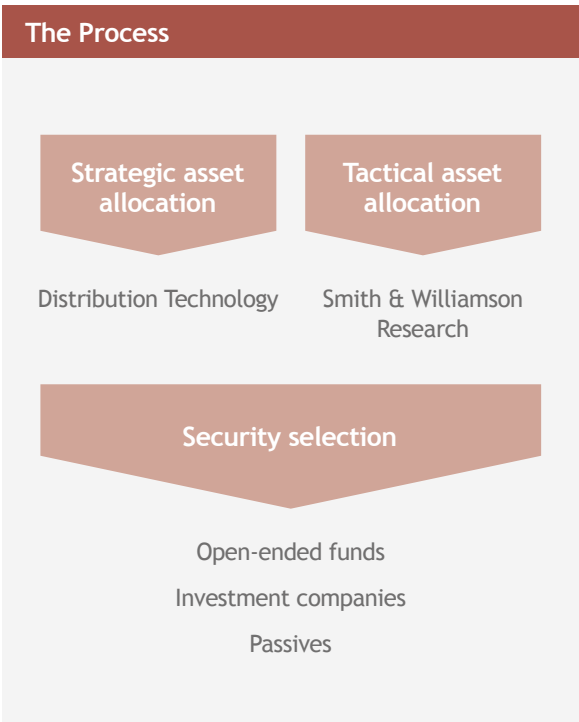 The Process
Strategic asset
allocation
Tactical asset
allocation
Distribution Technology
Smith & Williamson
Research
Security selection
Open-ended funds
Investment companies
Passives